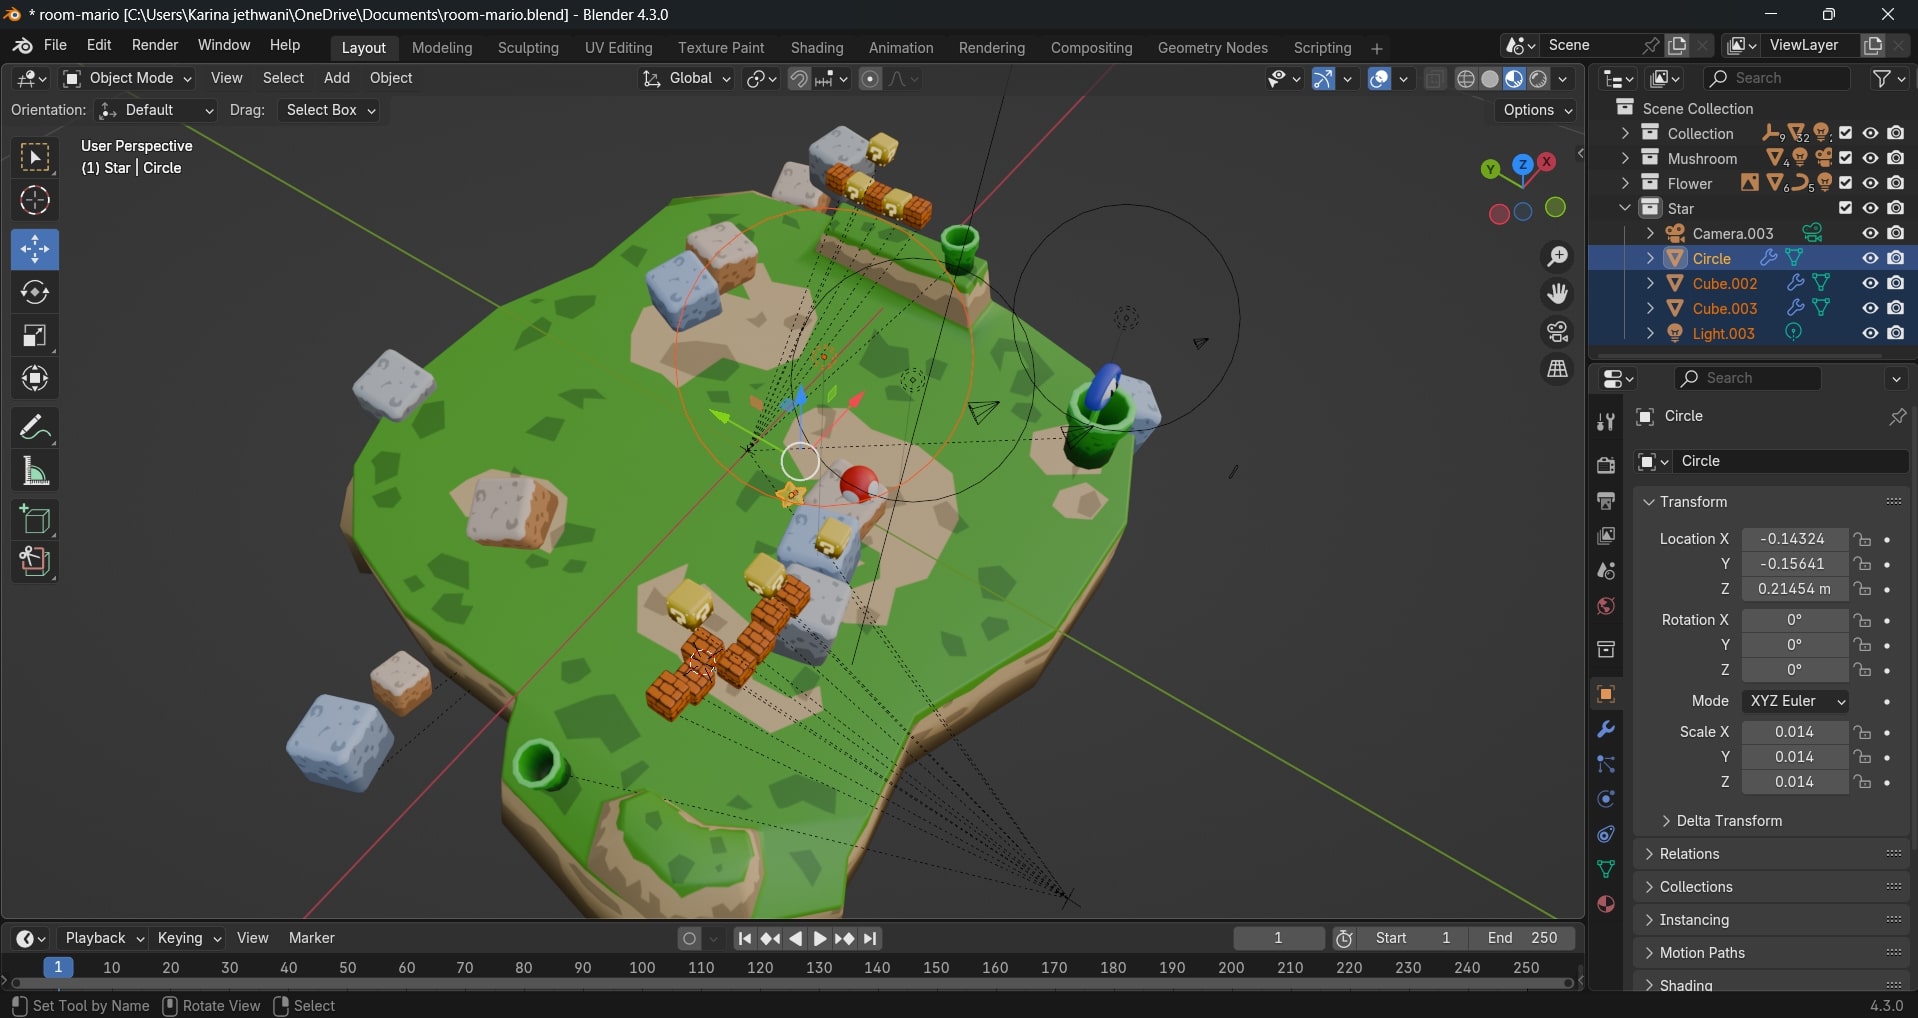 * room-mario [C:\Users\Karina jethwani\OneDrive\Documents\room-mario.blend] - Blender 4.3.0
File Edit Render Window Help Layout Modeling Sculpting UV Editing Texture Paint Shading Animation Rendering Compositing Geometry Nodes Scripting + Scene ViewLayer
Object Mode View Select Add Object Global Search
Orientation: Default Drag: Select Box Options
User Perspective
(1) Star | Circle
X
Y
Z
Scene Collection
Collection 9 32 2
Mushroom 4
Flower 6 5
Star
Camera.003
Circle
Cube.002
Cube.003
Light.003
Search
Circle
Circle
Transform
Location X -0.14324
Y -0.15641
Z 0.21454 m
Rotation X 0°
Y 0°
Z 0°
Mode XYZ Euler
Scale X 0.014
Y 0.014
Z 0.014
Delta Transform
Relations
Collections
Instancing
Motion Paths
Shading
Playback Keying View Marker 1 Start 1 End 250
1 10 20 30 40 50 60 70 80 90 100 110 120 130 140 150 160 170 180 190 200 210 220 230 240 250
Set Tool by Name Rotate View Select 4.3.0